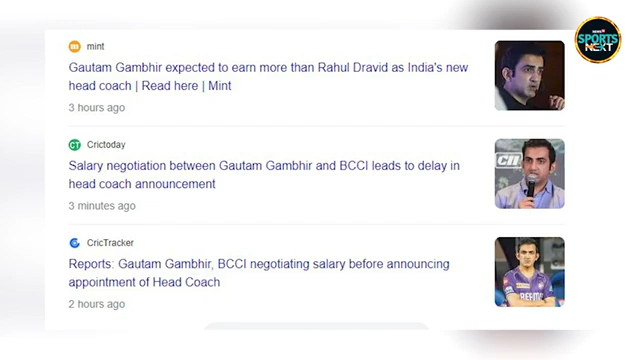 NEWS18
SPORTS
NEXT
m
mint
Gautam Gambhir expected to earn more than Rahul Dravid as India's new
head coach | Read here | Mint
3 hours ago
CT
Crictoday
Salary negotiation between Gautam Gambhir and BCCI leads to delay in
head coach announcement
3 minutes ago
CricTracker
Reports: Gautam Gambhir, BCCI negotiating salary before announcing
appointment of Head Coach
2 hours ago